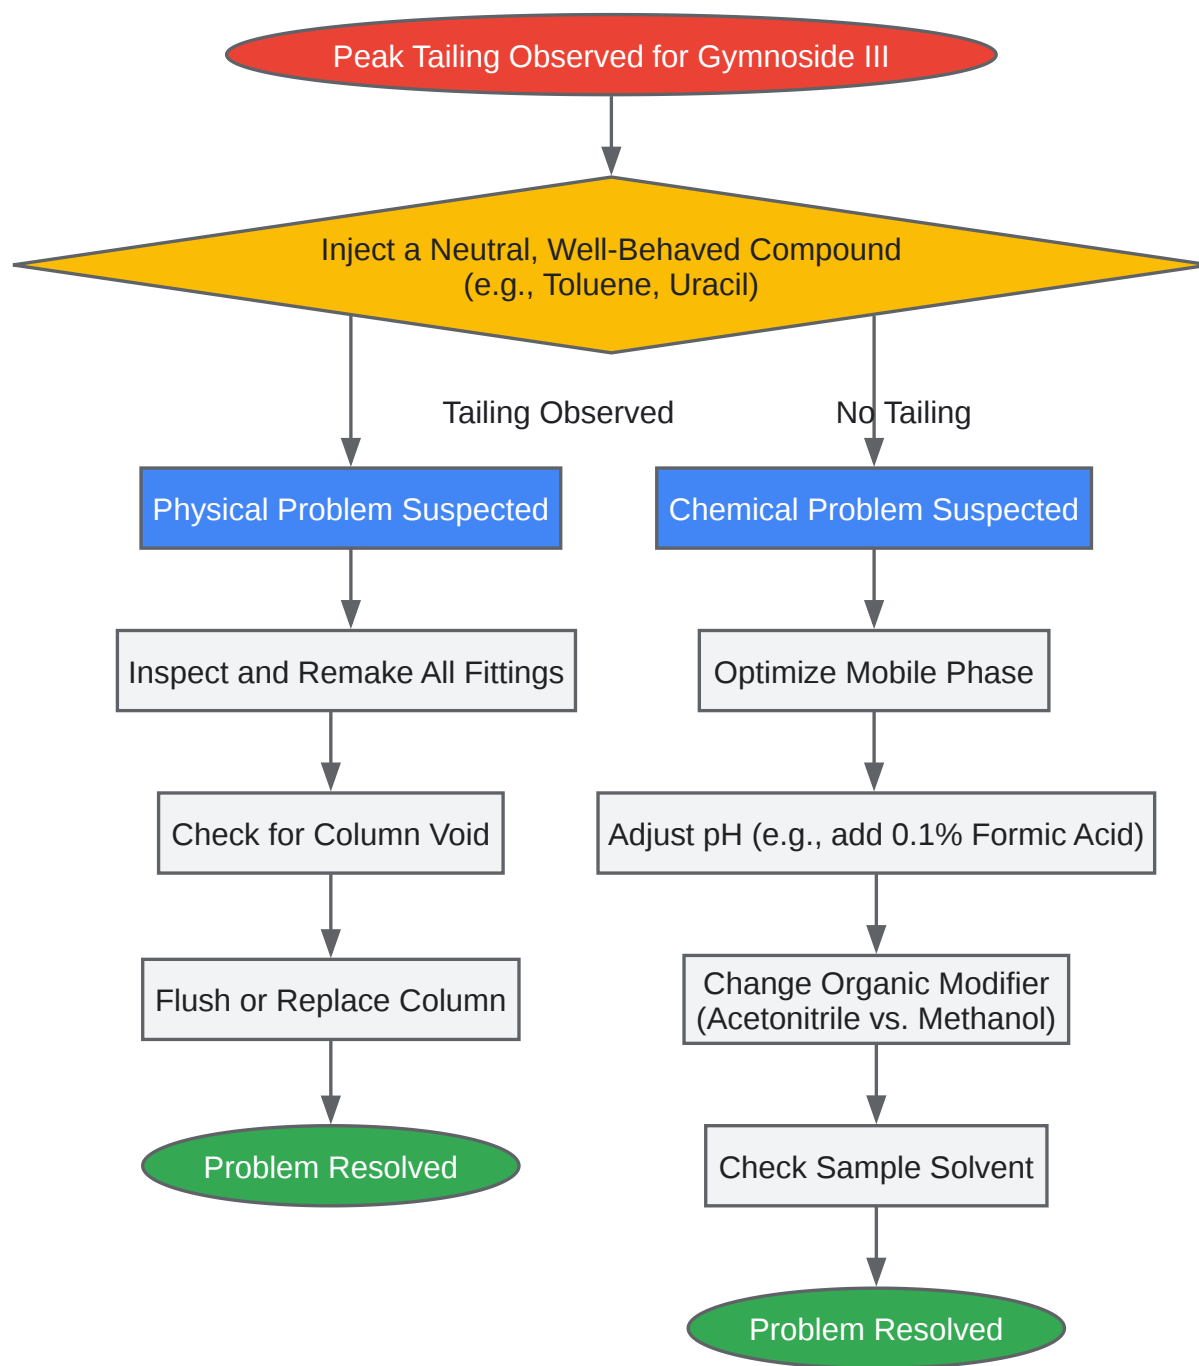 Peak Tailing Observed for Gymnoside III
Inject a Neutral, Well-Behaved Compound
(e.g., Toluene, Uracil)
Tailing Observed
No Tailing
Physical Problem Suspected
Chemical Problem Suspected
Inspect and Remake All Fittings
Optimize Mobile Phase
Check for Column Void
Adjust pH (e.g., add 0.1% Formic Acid)
Flush or Replace Column
Change Organic Modifier
(Acetonitrile vs. Methanol)
Problem Resolved
Check Sample Solvent
Problem Resolved